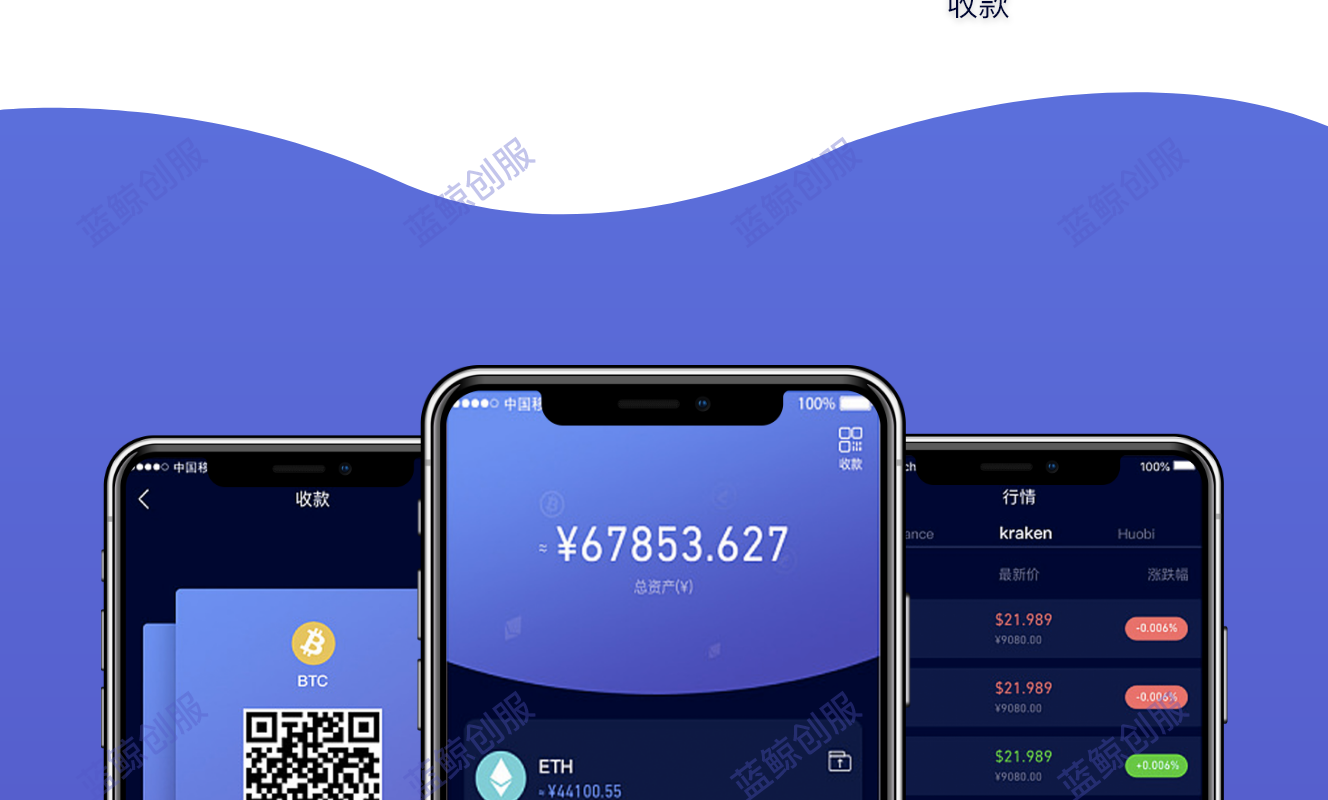 收款
蓝鲸创服
蓝鲸创服
蓝鲸创服
蓝鲸创服
中国移
100%
收款
≈ ¥67853.627
总资产(¥)
ETH
≈ ¥44100.55
中国移
收款
BTC
ch
100%
行情
ance
kraken
Huobi
最新价
涨跌幅
$21.989
-0.006%
¥9080.00
$21.989
-0.006%
¥9080.00
$21.989
+0.006%
¥9080.00
蓝鲸创服
蓝鲸创服
蓝鲸创服
蓝鲸创服